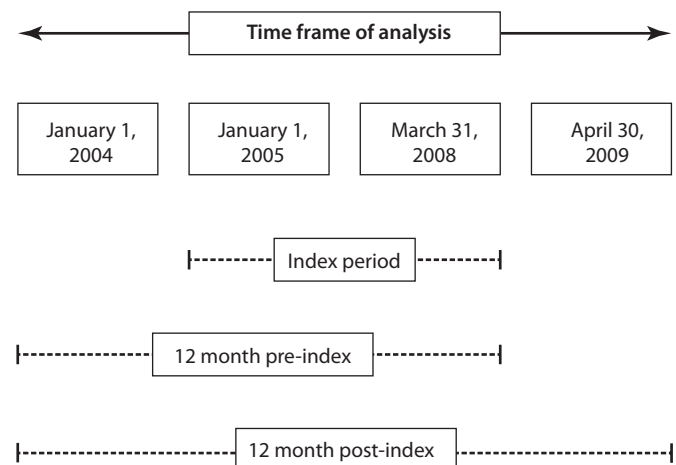 Time frame of analysis
January 1,
2004
January 1,
2005
March 31,
2008
April 30,
2009
Index period
12 month pre-index
12 month post-index